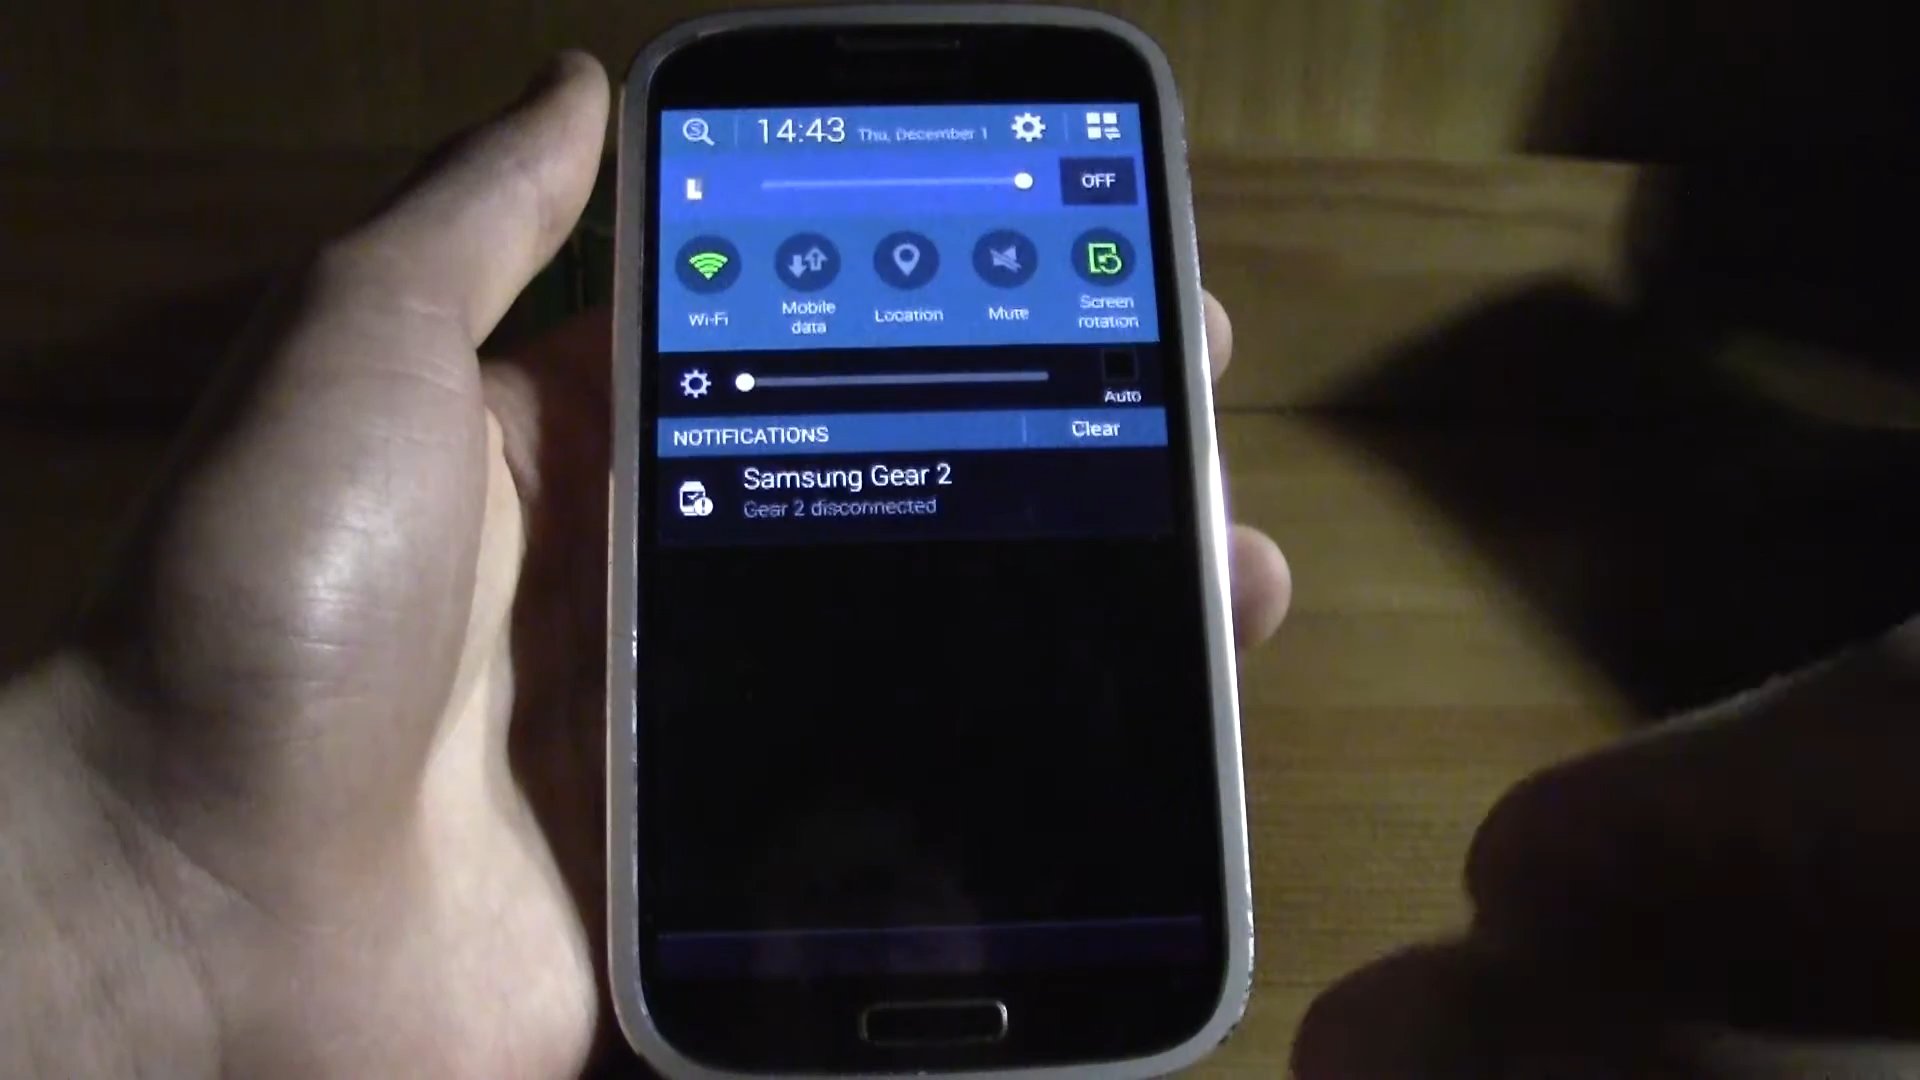 14:43 Thu, December 1
L
OFF
Wi-Fi
Mobile
data
Location
Mute
Screen
rotation
Auto
NOTIFICATIONS
Clear
Samsung Gear 2
Gear 2 disconnected